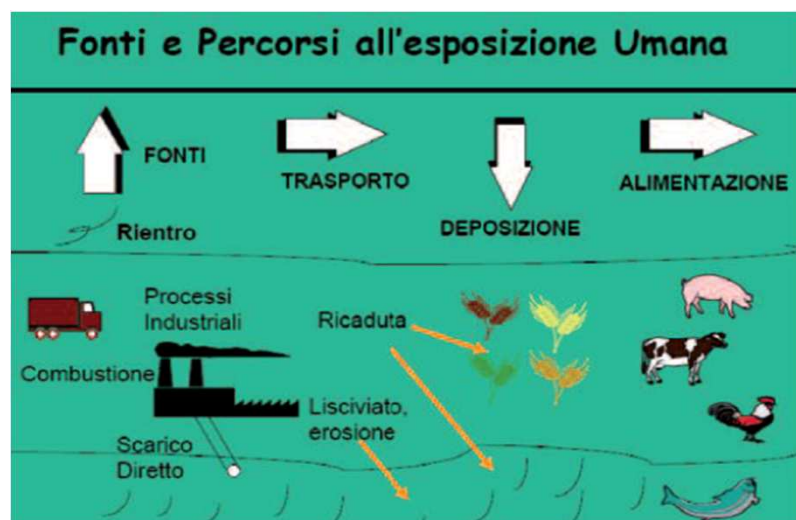 Fonti e Percorsi all'esposizione Umana
FONTI
TRASPORTO
DEPOSIZIONE
ALIMENTAZIONE
Rientro
Processi
Industriali
Combustione
Scarico
Diretto
Ricaduta
Lisciviato,
erosione